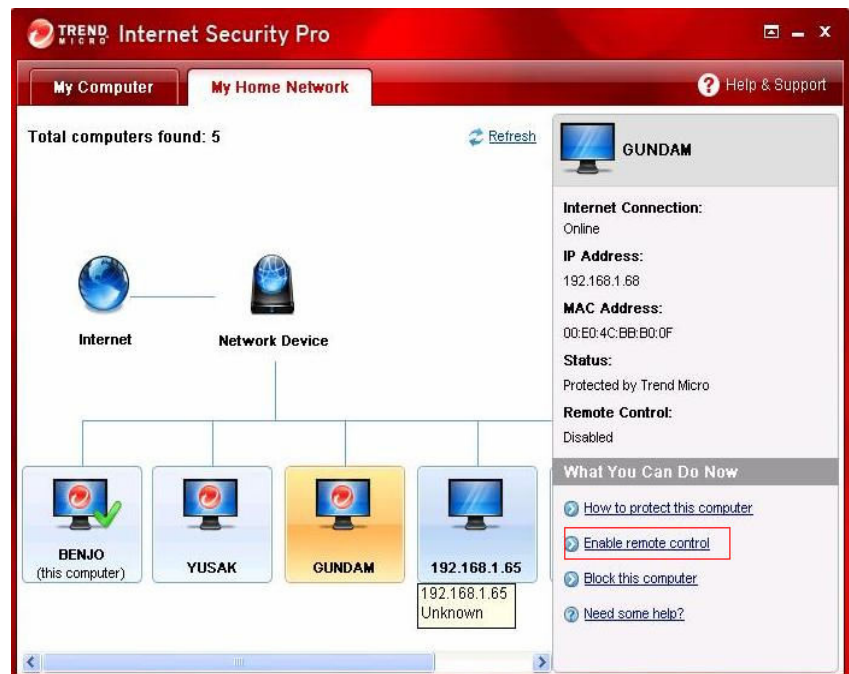 TREND MICRO Internet Security Pro
My Computer
My Home Network
? Help & Support
Total computers found: 5
Refresh
Internet
Network Device
BENJO
(this computer)
YUSAK
GUNDAM
192.168.1.65
192.168.1.65
Unknown
GUNDAM
Internet Connection:
Online
IP Address:
192.168.1.68
MAC Address:
00:E0:4C:BB:B0:0F
Status:
Protected by Trend Micro
Remote Control:
Disabled
What You Can Do Now
How to protect this computer
Enable remote control
Block this computer
? Need some help?